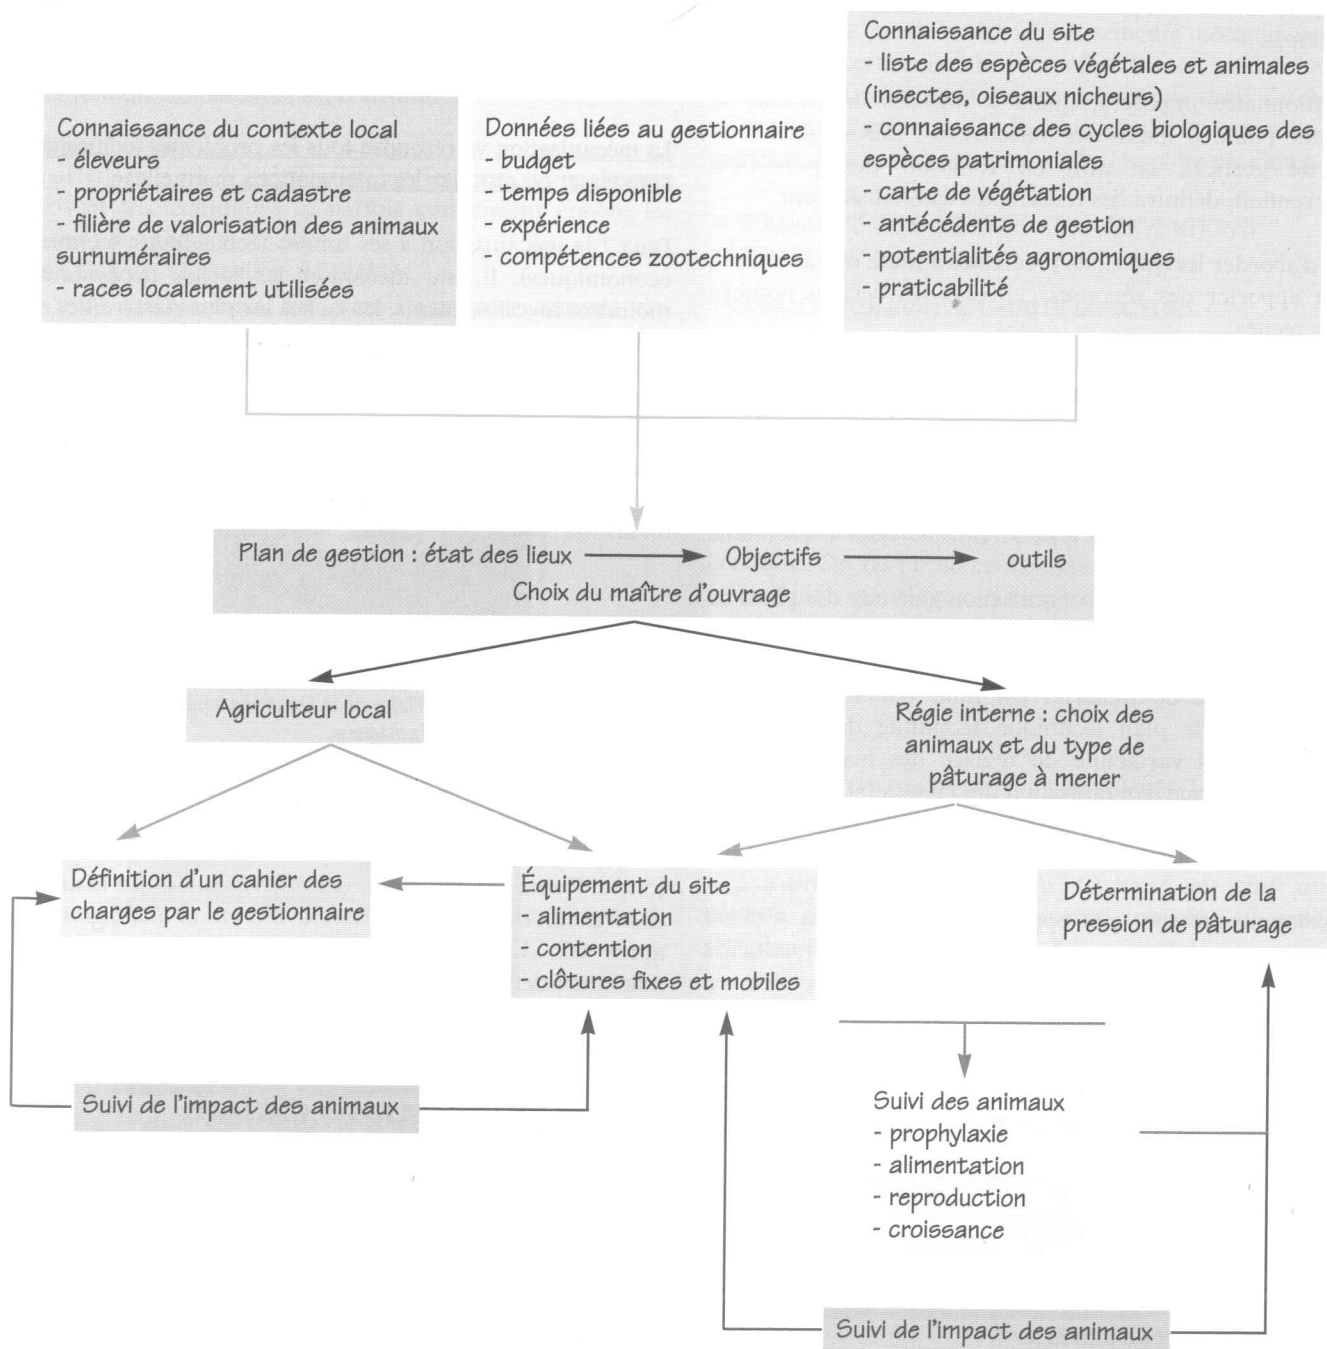 Connaissance du contexte local
- éleveurs
- propriétaires et cadastre
- filière de valorisation des animaux
surnuméraires
- races localement utilisées
Données liées au gestionnaire
- budget
- temps disponible
- expérience
- compétences zootechniques
Connaissance du site
- liste des espèces végétales et animales
(insectes, oiseaux nicheurs)
- connaissance des cycles biologiques des
espèces patrimoniales
- carte de végétation
- antécédents de gestion
- potentialités agronomiques
- praticabilité
Plan de gestion : état des lieux Objectifs outils
Choix du maître d'ouvrage
Agriculteur local
Régie interne : choix des
animaux et du type de
pâturage à mener
Définition d'un cahier des
charges par le gestionnaire
Équipement du site
- alimentation
- contention
- clôtures fixes et mobiles
Détermination de la
pression de pâturage
Suivi de l'impact des animaux
Suivi des animaux
- prophylaxie
- alimentation
- reproduction
- croissance
Suivi de l'impact des animaux